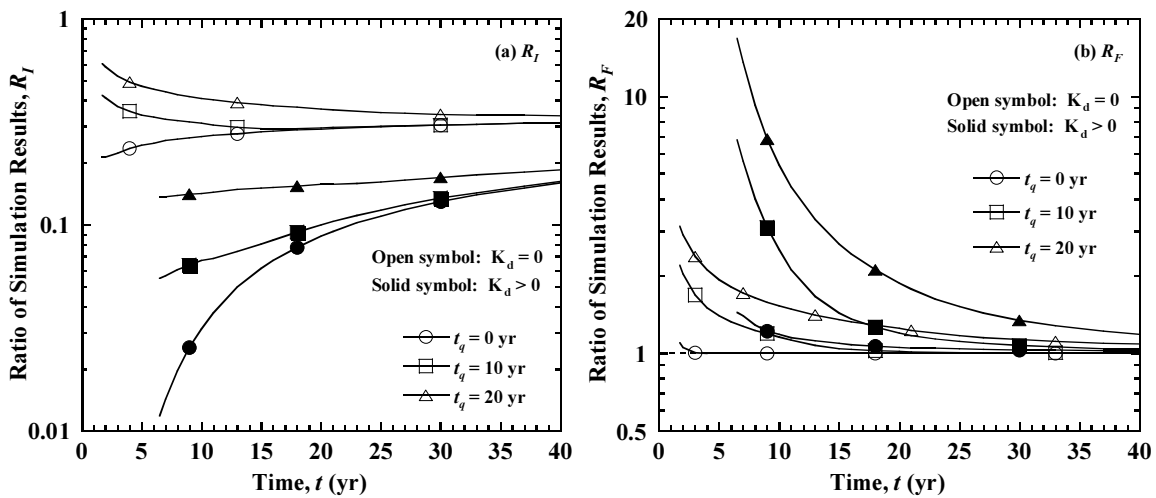 1
0.1
0.01
Ratio of Simulation Results, R_I
(a) R_I
Open symbol: K_d = 0
Solid symbol: K_d > 0
t_q = 0 yr
t_q = 10 yr
t_q = 20 yr
0 5 10 15 20 25 30 35 40
Time, t (yr)
20
10
1
0.5
Ratio of Simulation Results, R_F
(b) R_F
Open symbol: K_d = 0
Solid symbol: K_d > 0
t_q = 0 yr
t_q = 10 yr
t_q = 20 yr
0 5 10 15 20 25 30 35 40
Time, t (yr)